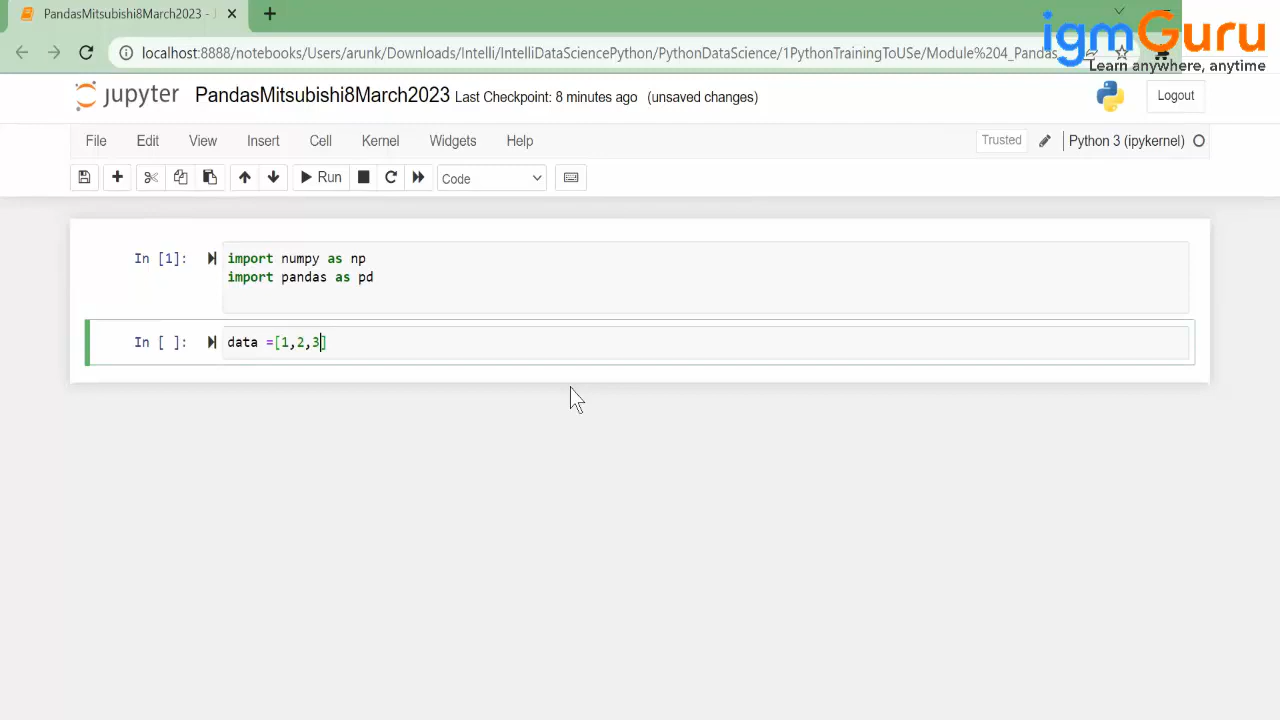 PandasMitsubishi8March2023 - J
igmGuru
localhost:8888/notebooks/Users/arunk/Downloads/Intelli/IntelliDataSciencePython/PythonDataScience/1PythonTrainingToUSe/Module%204_Pandas
Learn anywhere, anytime
jupyter PandasMitsubishi8March2023 Last Checkpoint: 8 minutes ago (unsaved changes) Logout
File Edit View Insert Cell Kernel Widgets Help Trusted Python 3 (ipykernel)
Run Code
In [1]: import numpy as np
import pandas as pd
In [ ]: data =[1,2,3]